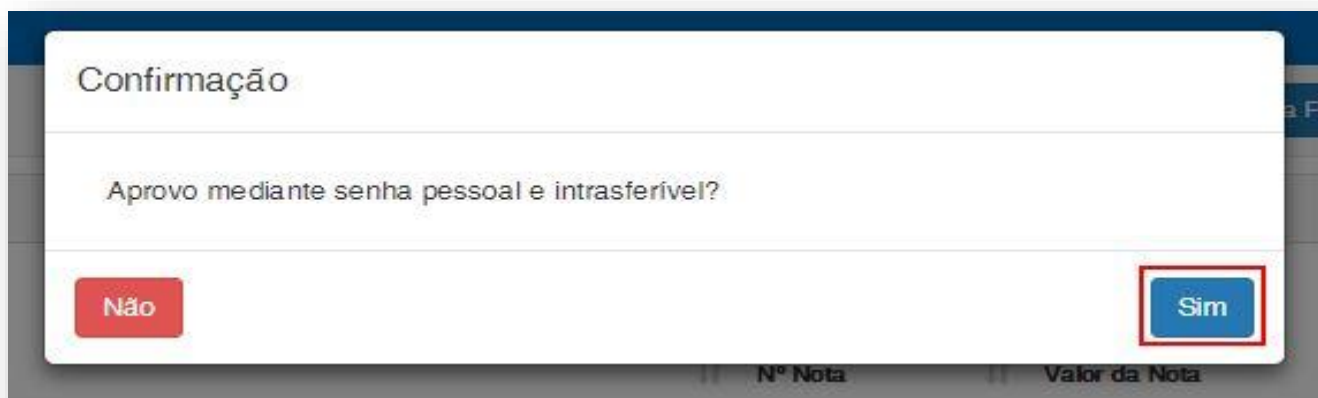 Confirmação
a F
Aprovo mediante senha pessoal e intrasferível?
Não
Sim
Nº Nota
Valor da Nota